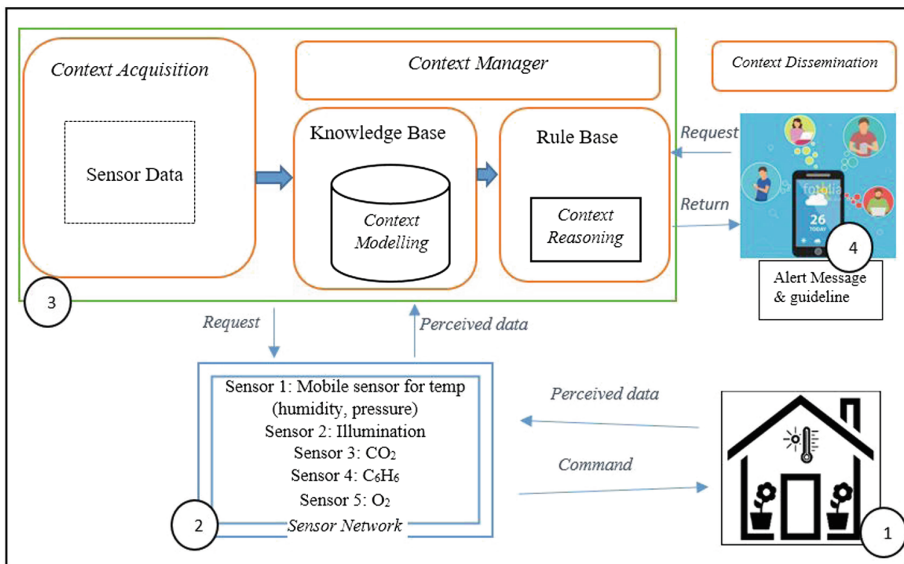 Context Acquisition
Context Manager
Context Dissemination
Sensor Data
Knowledge Base
Context
Modelling
Rule Base
Context
Reasoning
Request
Return
26
TODAY
4
Alert Message
& guideline
3
Request
Perceived data
Sensor 1: Mobile sensor for temp
(humidity, pressure)
Sensor 2: Illumination
Sensor 3: CO₂
Sensor 4: C₆H₆
Sensor 5: O₂
Sensor Network
2
Perceived data
Command
1